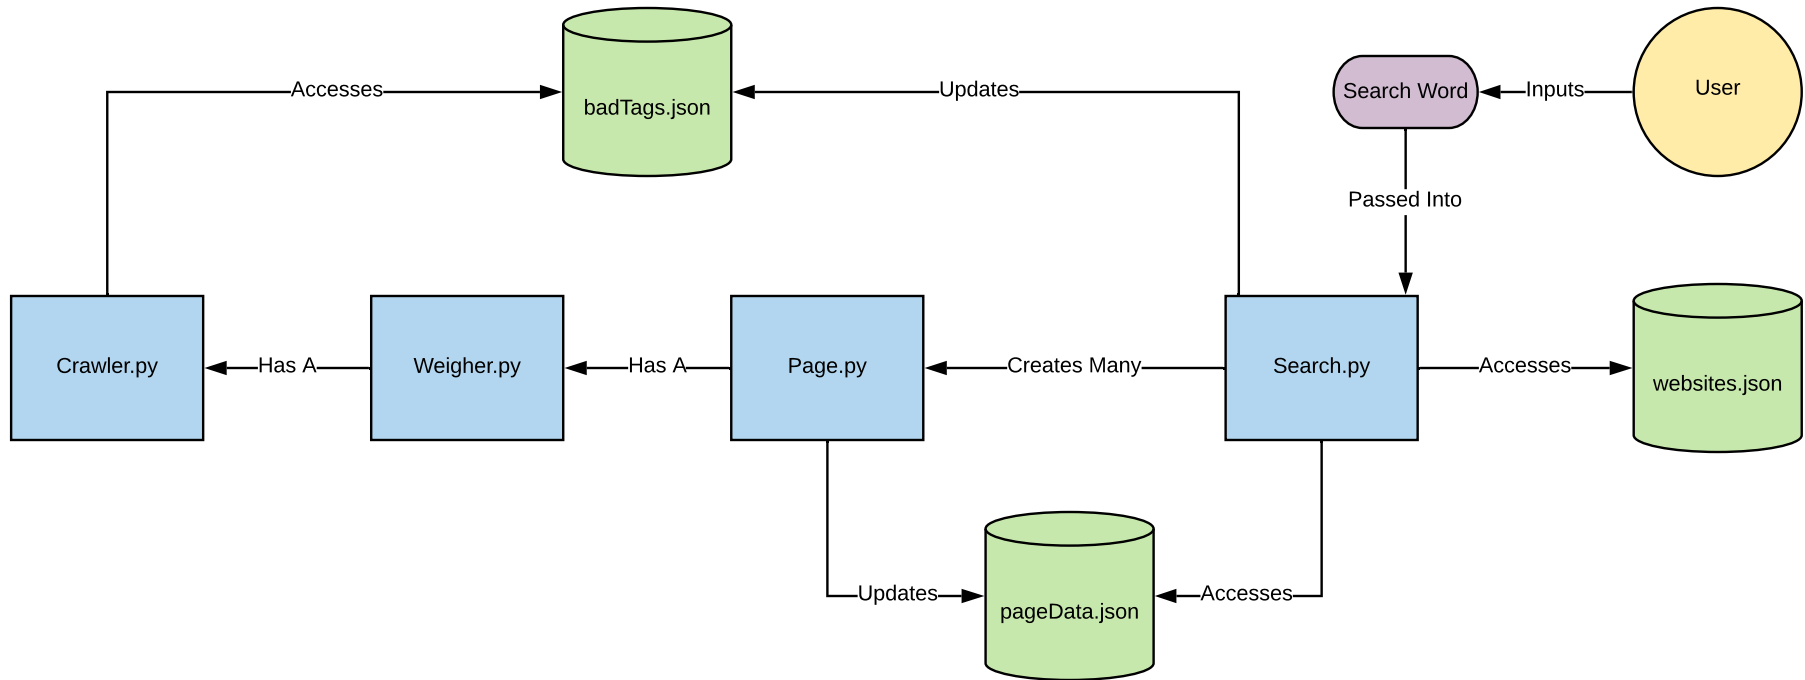 Accesses
badTags.json
Updates
Search Word
Inputs
User
Passed Into
Crawler.py
Has A
Weigher.py
Has A
Page.py
Creates Many
Search.py
Accesses
websites.json
Updates
pageData.json
Accesses